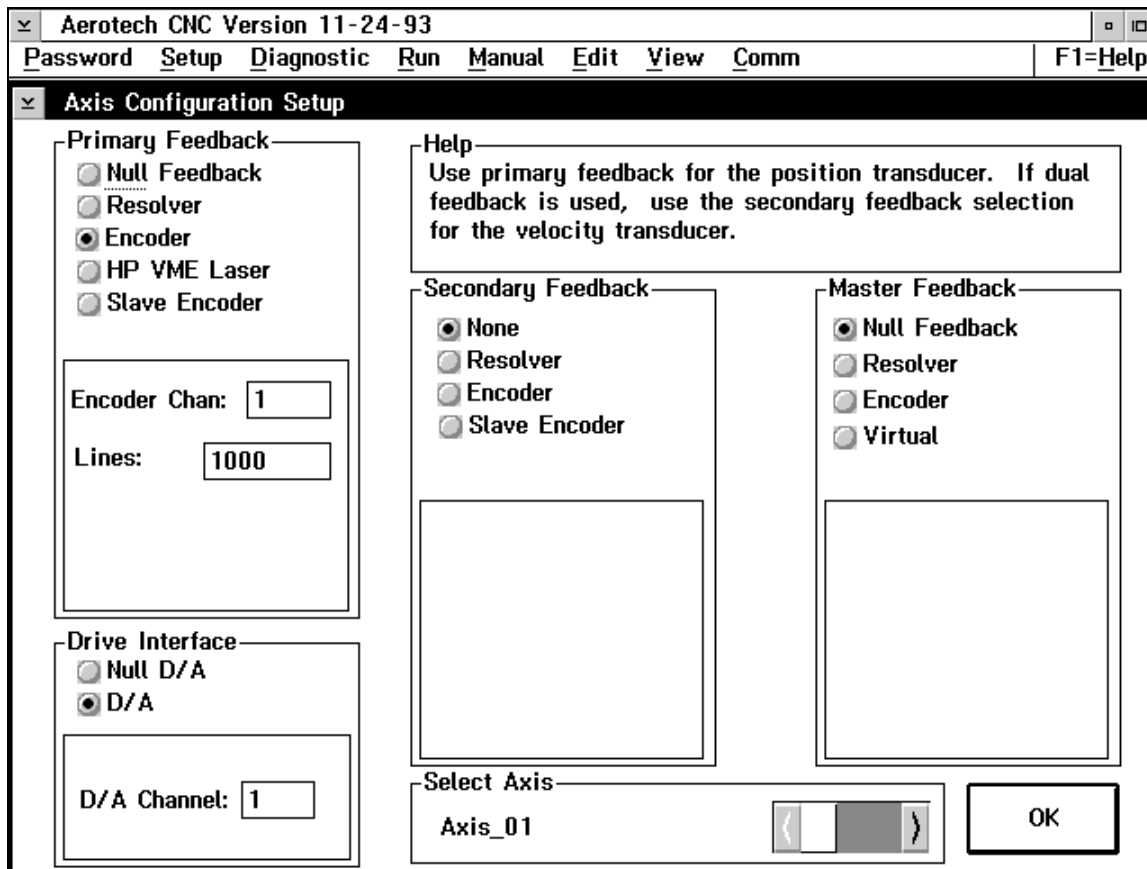 Aerotech CNC Version 11-24-93
Password Setup Diagnostic Run Manual Edit View Comm F1=Help
Axis Configuration Setup
Primary Feedback
Null Feedback
Resolver
Encoder
HP VME Laser
Slave Encoder
Encoder Chan: 1
Lines: 1000
Drive Interface
Null D/A
D/A
D/A Channel: 1
Help
Use primary feedback for the position transducer. If dual
feedback is used, use the secondary feedback selection
for the velocity transducer.
Secondary Feedback
None
Resolver
Encoder
Slave Encoder
Master Feedback
Null Feedback
Resolver
Encoder
Virtual
Select Axis
Axis_01
OK